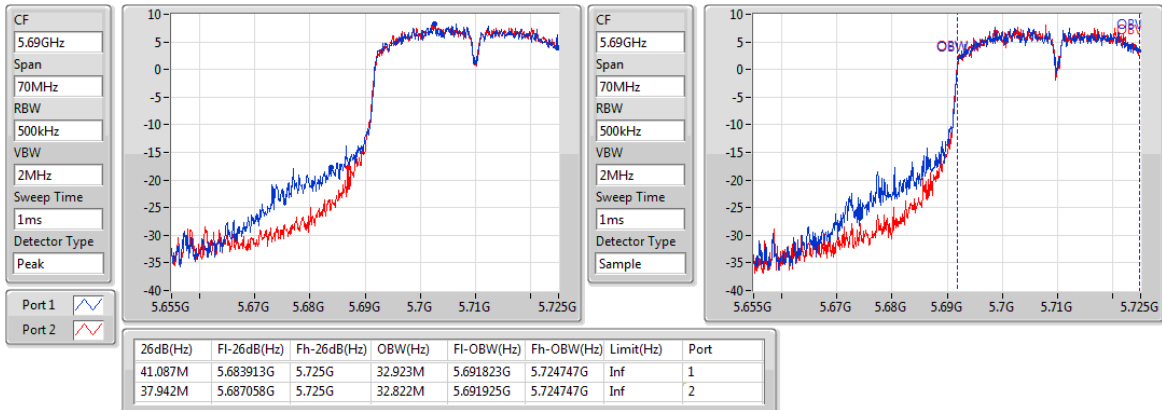 CF
5.69GHz
Span
70MHz
RBW
500kHz
VBW
2MHz
Sweep Time
1ms
Detector Type
Peak
Port 1
Port 2
10
5
0
-5
-10
-15
-20
-25
-30
-35
-40
5.655G 5.67G 5.68G 5.69G 5.7G 5.71G 5.725G
CF
5.69GHz
Span
70MHz
RBW
500kHz
VBW
2MHz
Sweep Time
1ms
Detector Type
Sample
10
5
0
-5
-10
-15
-20
-25
-30
-35
-40
OBW
OBW
OBW
5.655G 5.67G 5.68G 5.69G 5.7G 5.71G 5.725G
26dB(Hz) Fl-26dB(Hz) Fh-26dB(Hz) OBW(Hz) Fl-OBW(Hz) Fh-OBW(Hz) Limit(Hz) Port
41.087M 5.683913G 5.725G 32.923M 5.691823G 5.724747G Inf 1
37.942M 5.687058G 5.725G 32.822M 5.691925G 5.724747G Inf 2